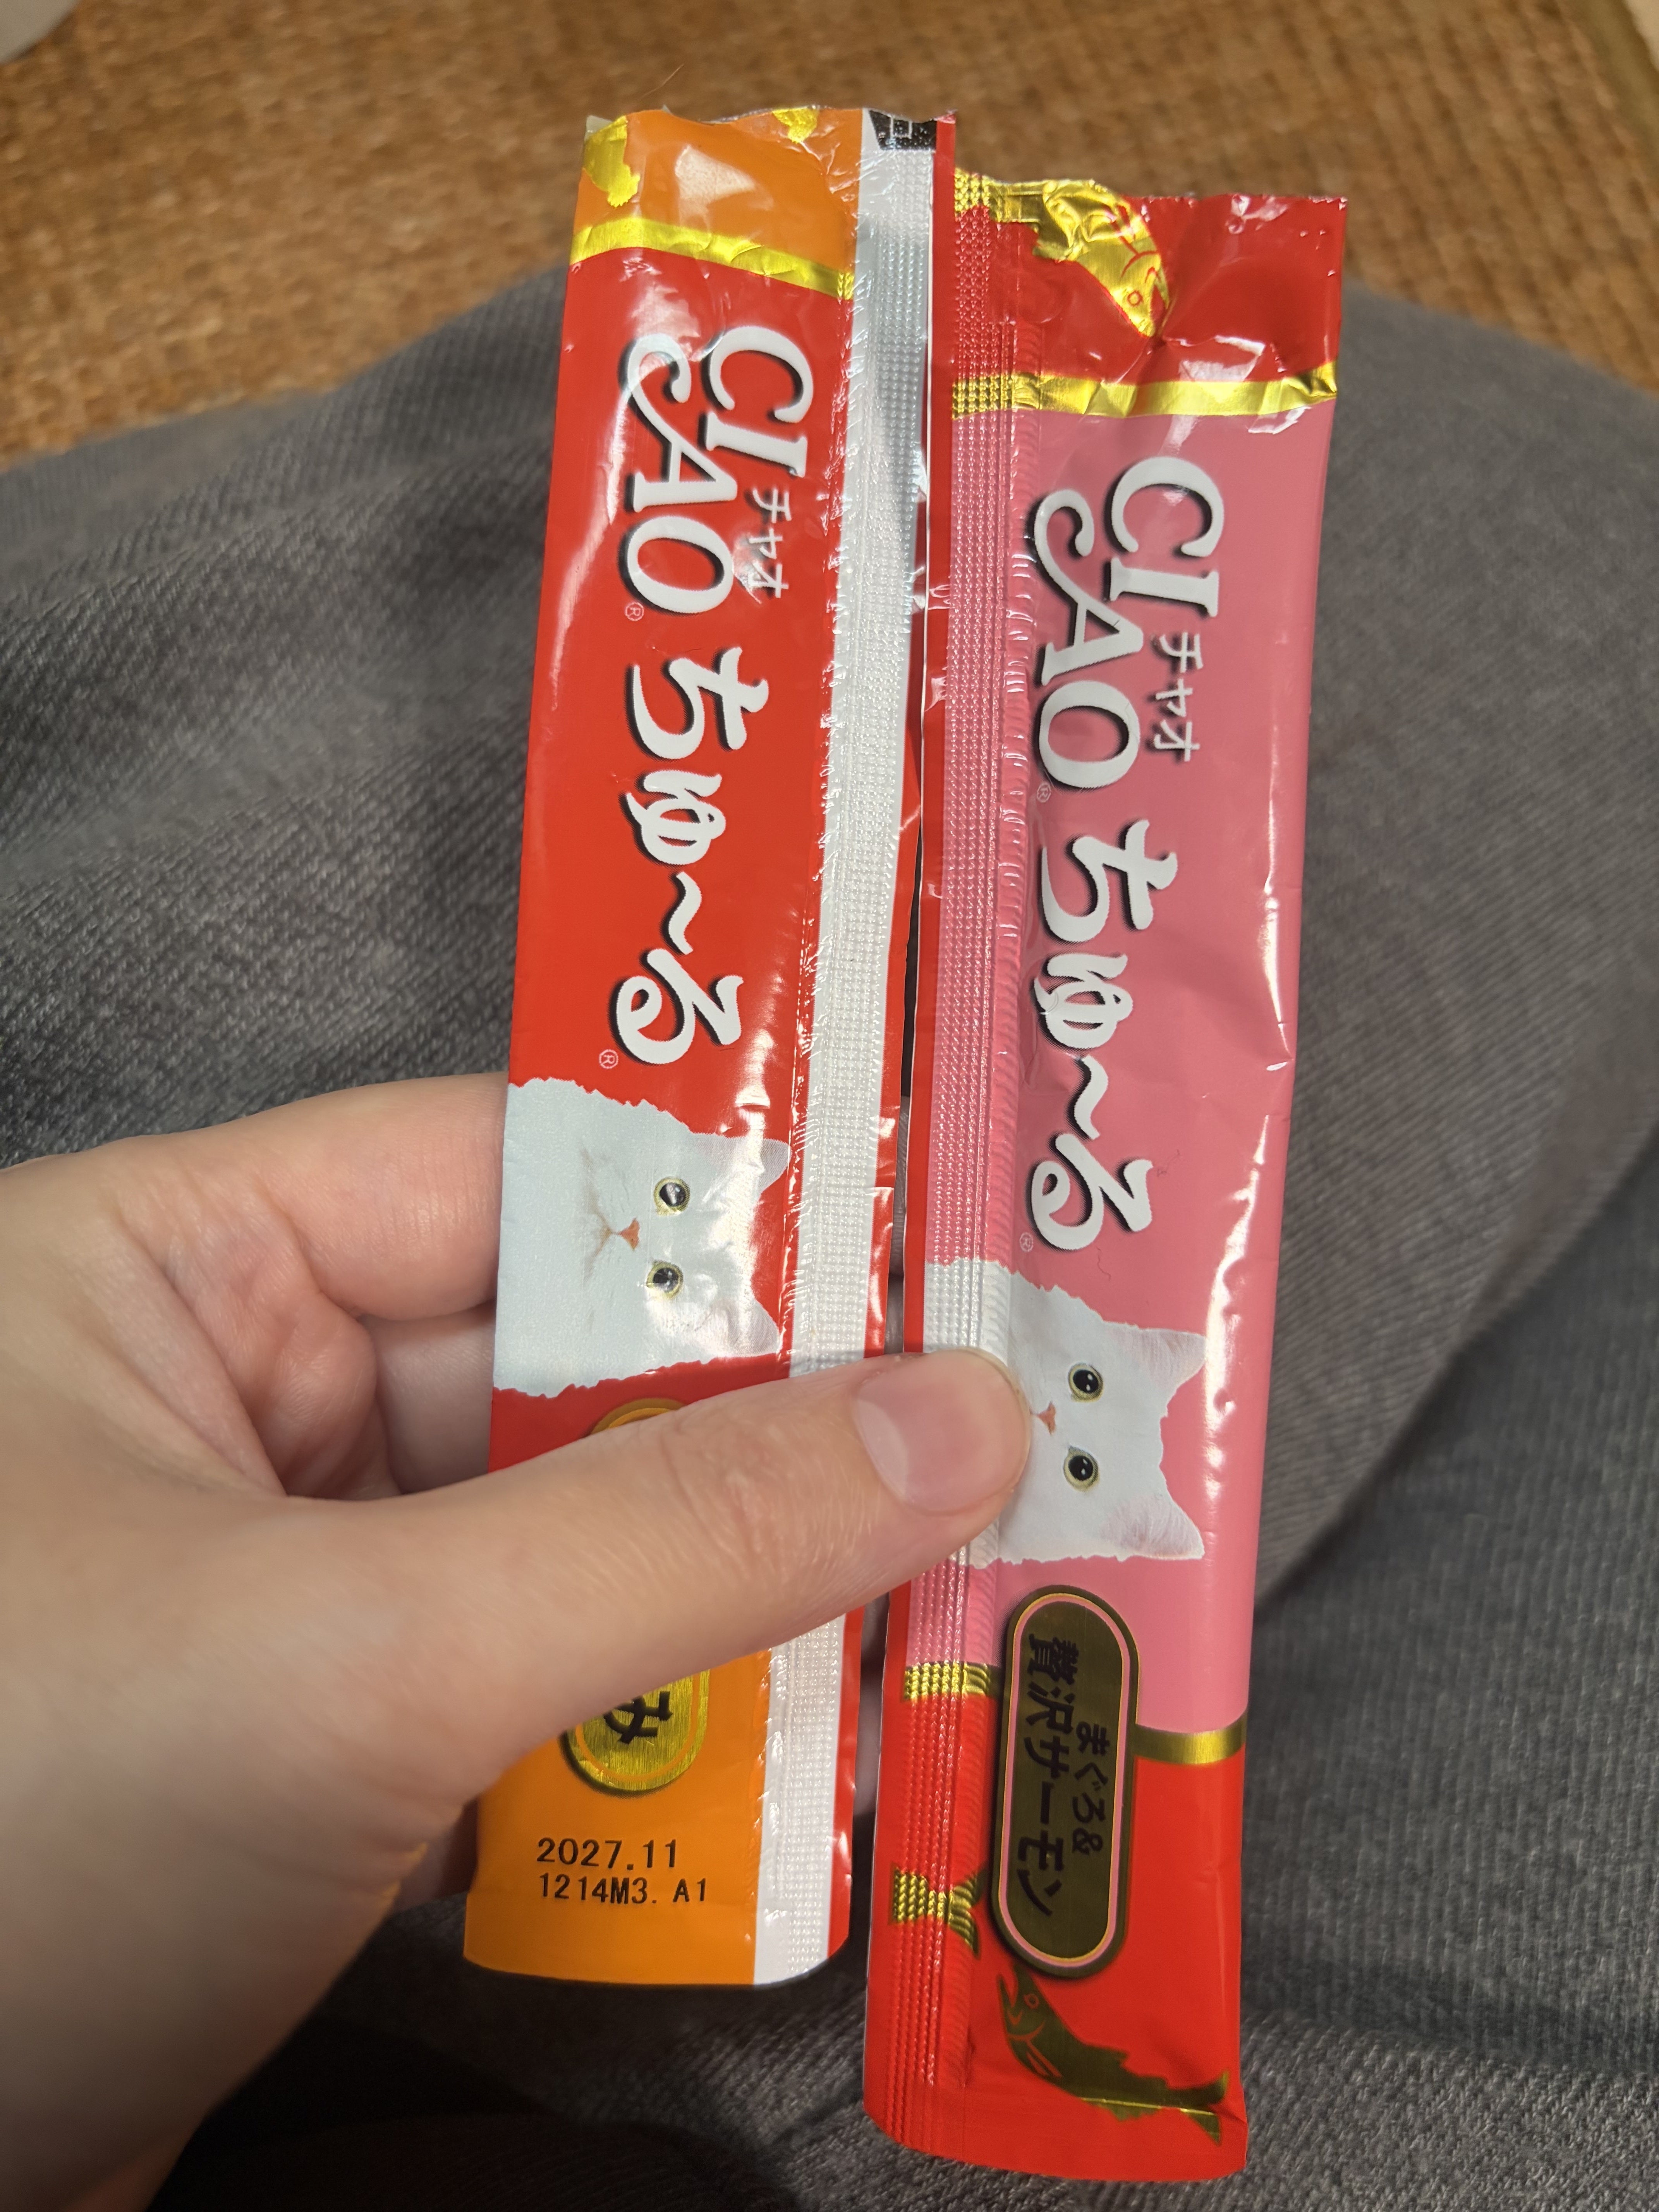 CIAO
チャオ
ちゅ〜る
み
2027.11
1214M3. A1
CIAO
チャオ
ちゅ〜る
まぐろ&
贅沢サーモン